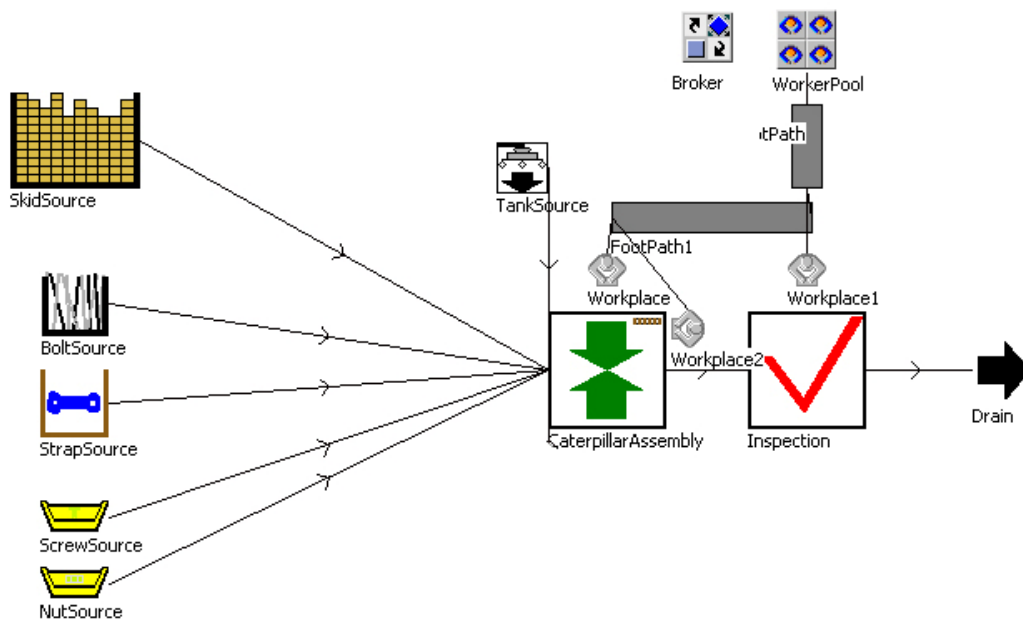 Broker
WorkerPool
tPath
SkidSource
TankSource
FootPath1
Workplace
Workplace1
BoltSource
Workplace2
StrapSource
CaterpillarAssembly
Inspection
Drain
ScrewSource
NutSource